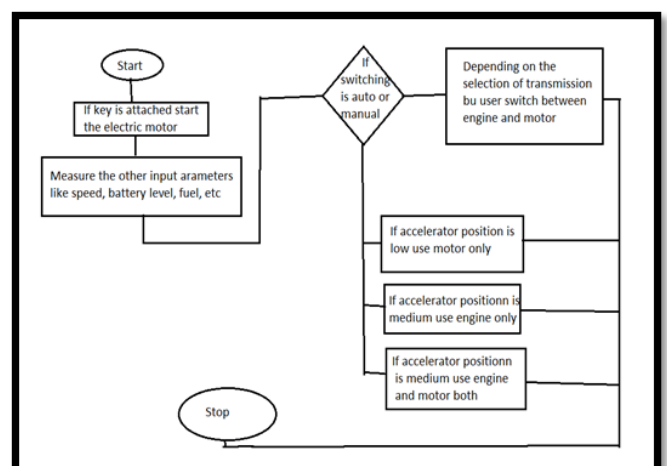 Start
If key is attached start
the electric motor
Measure the other input arameters
like speed, battery level, fuel, etc
If
switching
is auto or
manual
Depending on the
selection of transmission
bu user switch between
engine and motor
If accelerator position is
low use motor only
If accelerator positionn is
medium use engine only
If accelerator positionn
is medium use engine
and motor both
Stop